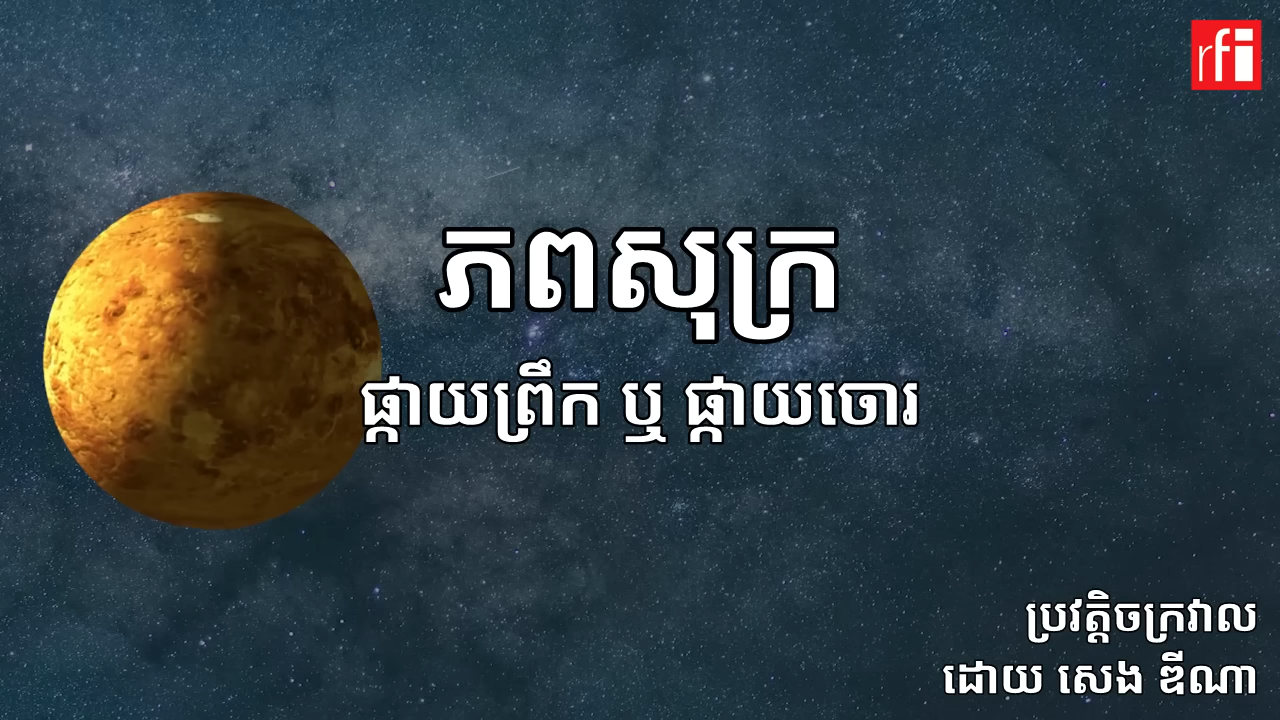 rfi
ភពសុក្រ
ផ្កាយព្រឹក ឬ ផ្កាយចោរ
ប្រវត្តិចក្រវាល
ដោយ សេង ឌីណា